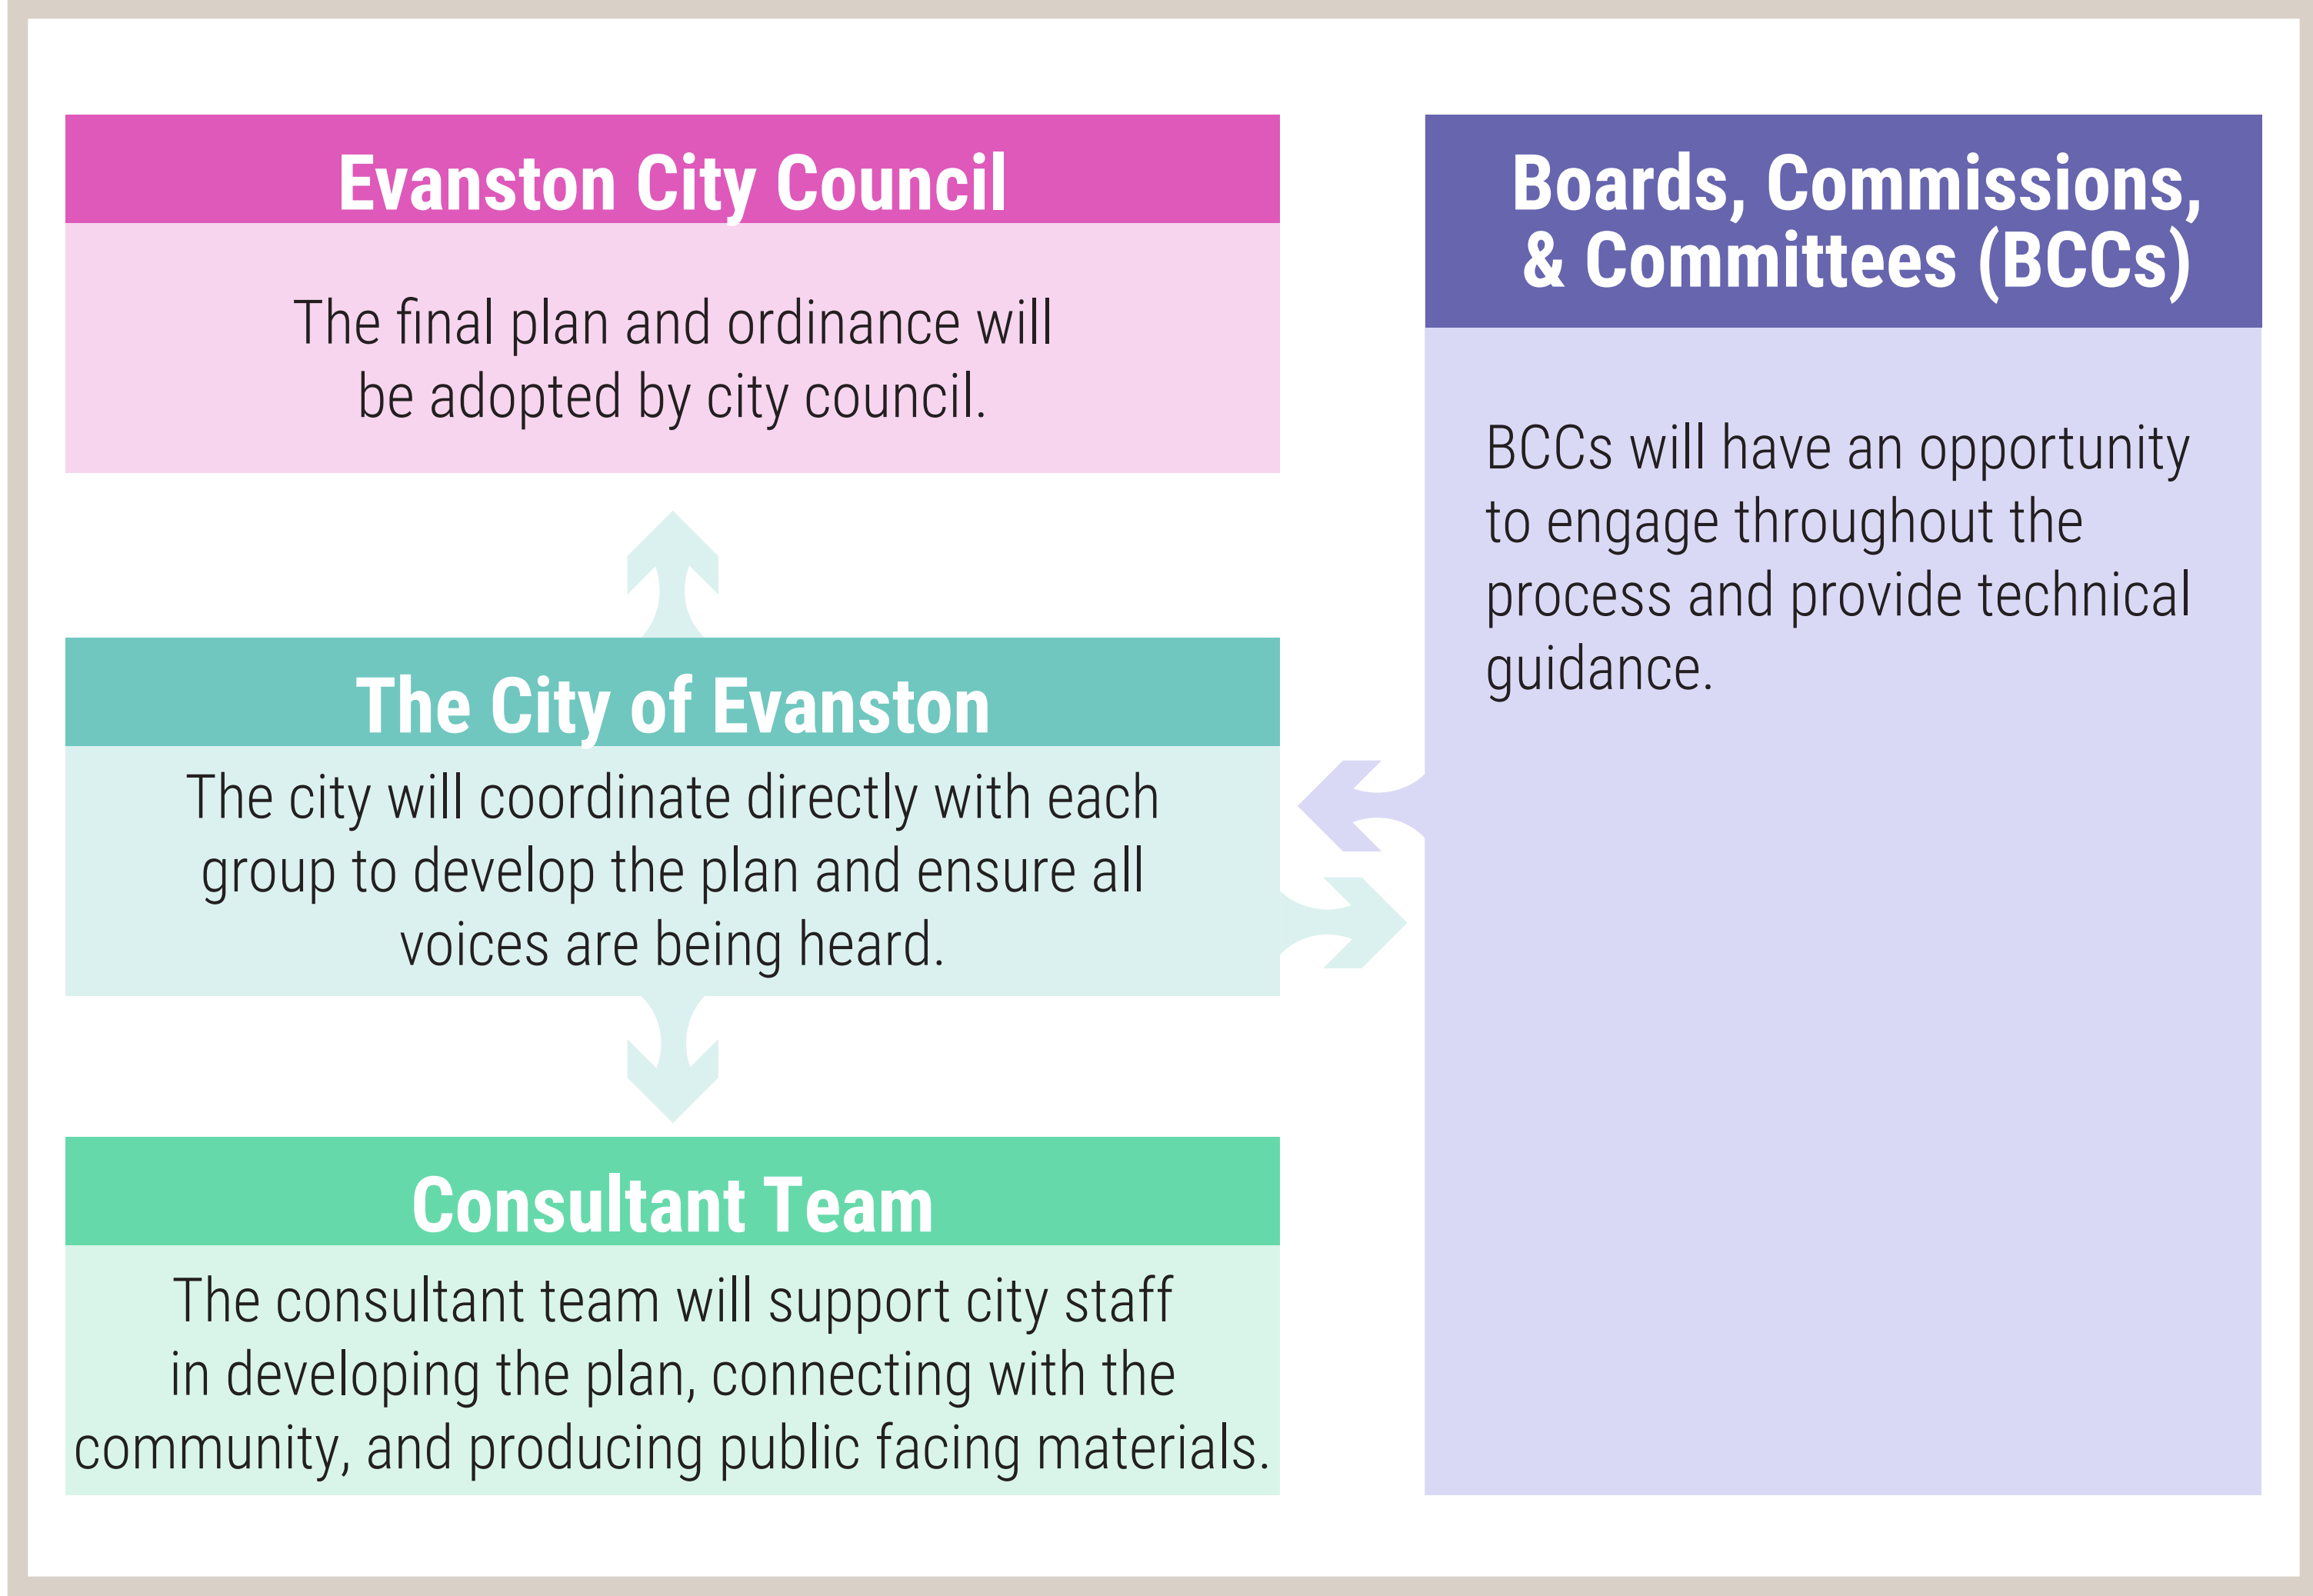 Evanston City Council
The final plan and ordinance will
be adopted by city council.
The City of Evanston
The city will coordinate directly with each
group to develop the plan and ensure all
voices are being heard.
Consultant Team
The consultant team will support city staff
in developing the plan, connecting with the
community, and producing public facing materials.
Boards, Commissions,
& Committees (BCCs)
BCCs will have an opportunity
to engage throughout the
process and provide technical
guidance.